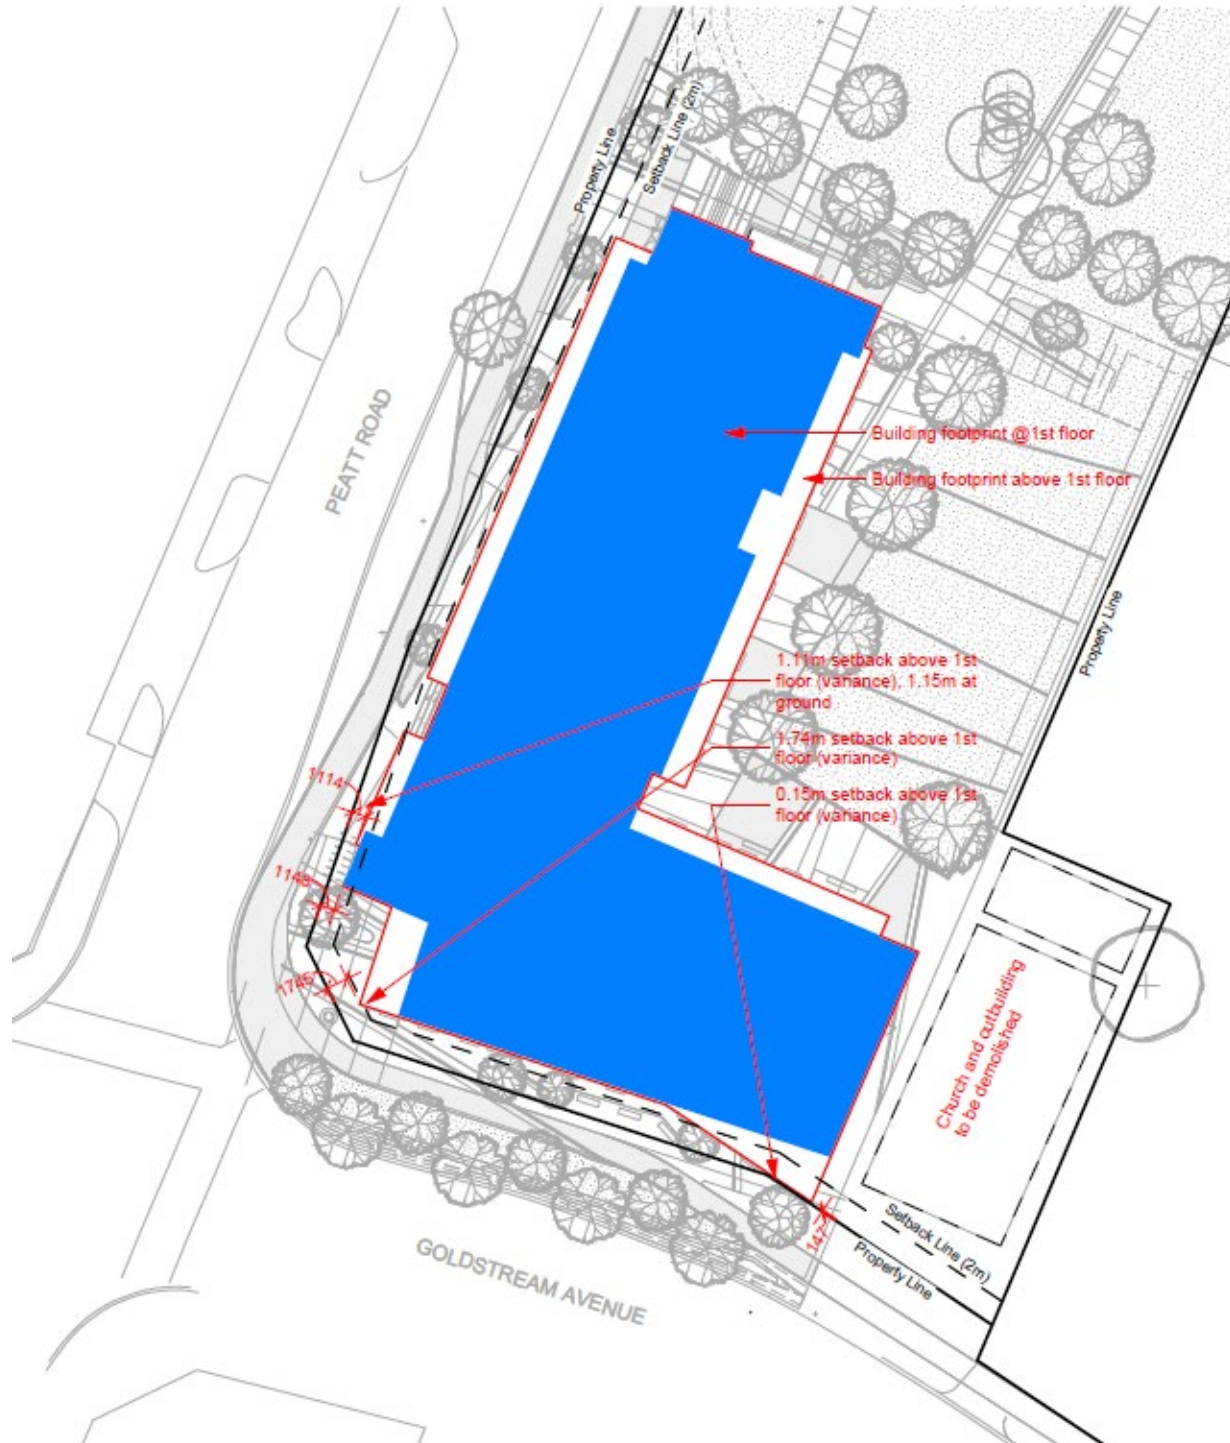 Property Line
Setback Line (2m)
PEATT ROAD
Building footprint @1st floor
Building footprint above 1st floor
Property Line
1.11m setback above 1st
floor (variance), 1.15m at
ground
1.74m setback above 1st
floor (variance)
0.15m setback above 1st
floor (variance)
1114
1148
1745
Church and outbuilding
to be demolished
147
Setback Line (2m)
Property Line
GOLDSTREAM AVENUE